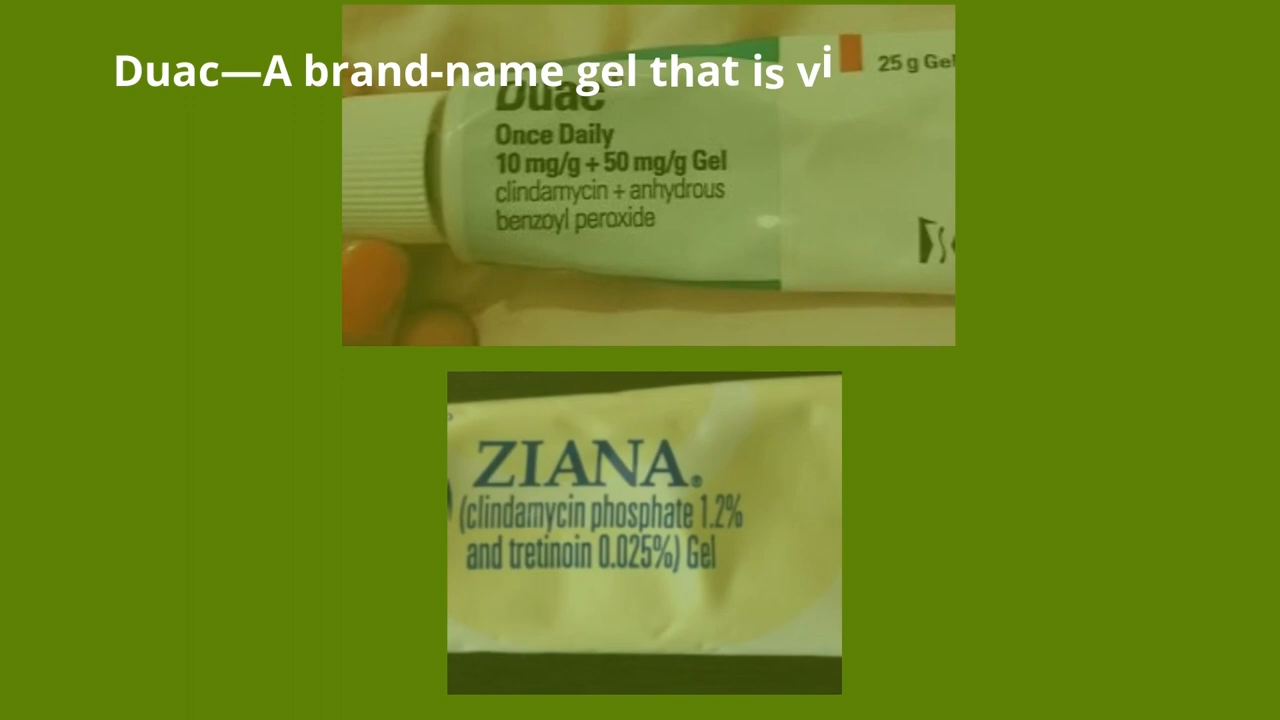 Duac—A brand-name gel that is vi
25 g Gel
Duac
Once Daily
10 mg/g + 50 mg/g Gel
clindamycin + anhydrous
benzoyl peroxide
ZIANA®
(clindamycin phosphate 1.2%
and tretinoin 0.025%) Gel